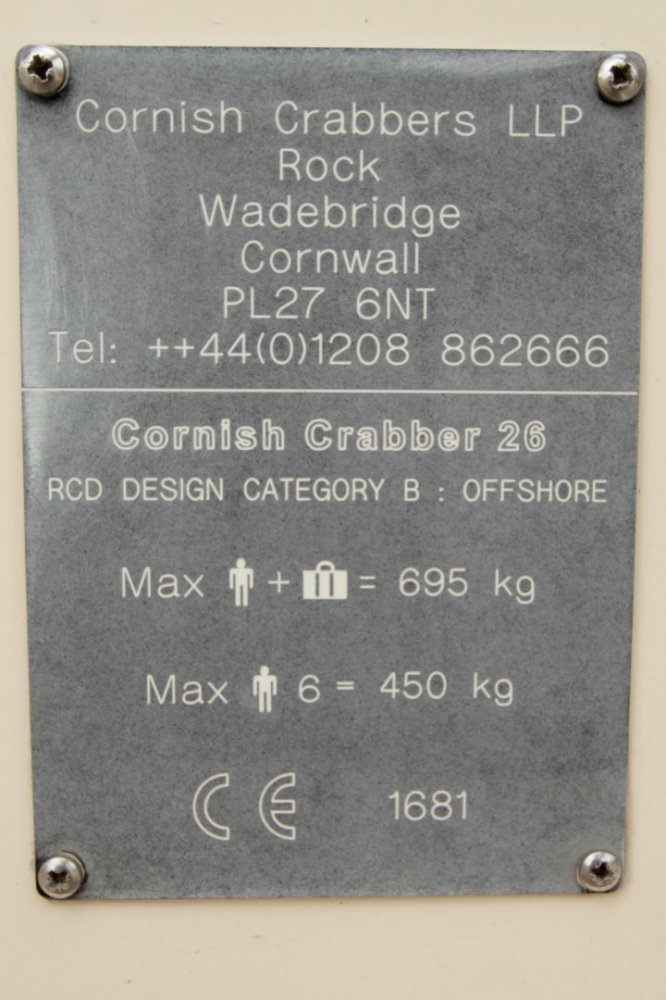 Cornish Crabbers LLP
Rock
Wadebridge
Cornwall
PL27 6NT
Tel: ++44(0)1208 862666
Cornish Crabber 26
RCD DESIGN CATEGORY B : OFFSHORE
Max + = 695 kg
Max 6 = 450 kg
CE 1681